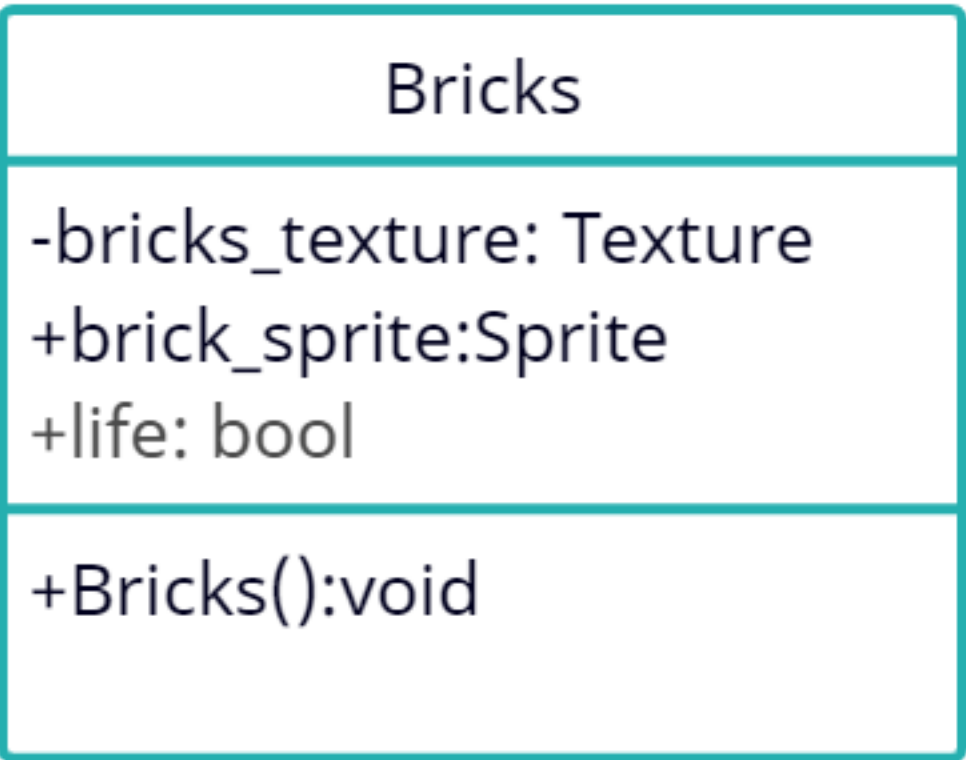 Bricks
-bricks_texture: Texture
+brick_sprite:Sprite
+life: bool
+Bricks():void